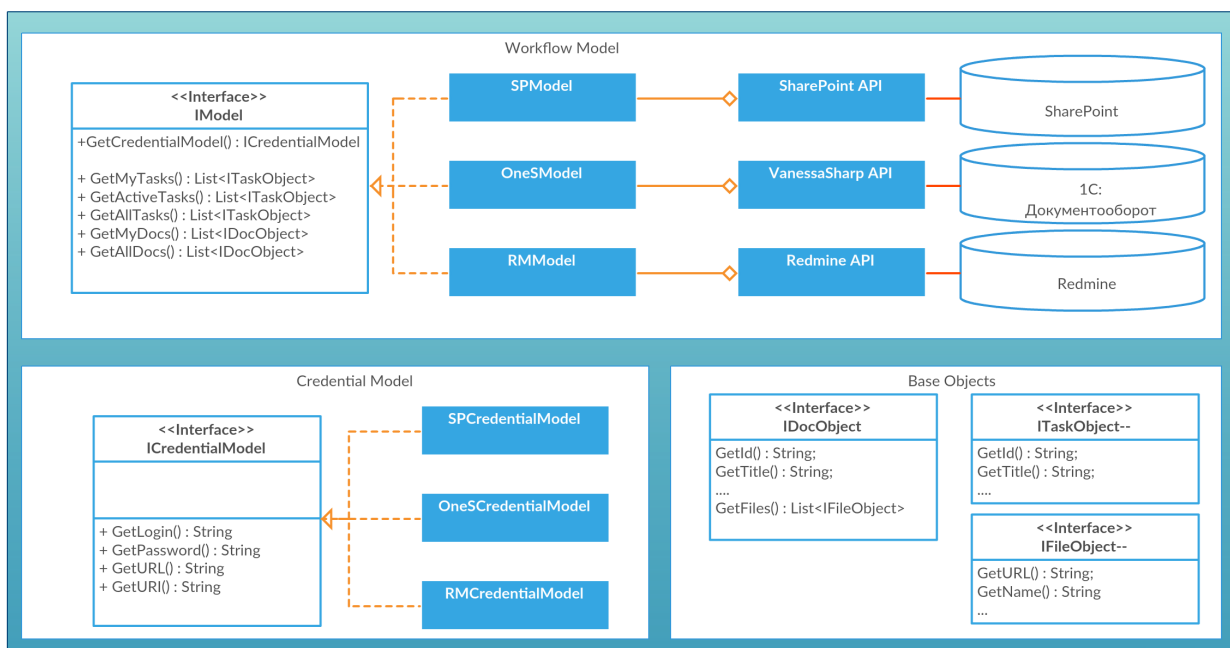 Workflow Model
<<Interface>>
IModel
+GetCredentialModel() : ICredentialModel
+ GetMyTasks() : List<ITaskObject>
+ GetActiveTasks() : List<ITaskObject>
+ GetAllTasks() : List<ITaskObject>
+ GetMyDocs() : List<IDocObject>
+ GetAllDocs() : List<IDocObject>
SPModel
SharePoint API
SharePoint
OneSModel
VanessaSharp API
1C:
Документооборот
RMModel
Redmine API
Redmine
Credential Model
<<Interface>>
ICredentialModel
+ GetLogin() : String
+ GetPassword() : String
+ GetURL() : String
+ GetURI() : String
SPCredentialModel
OneSCredentialModel
RMCredentialModel
Base Objects
<<Interface>>
IDocObject
GetId() : String;
GetTitle() : String;
....
GetFiles() : List<IFileObject>
<<Interface>>
ITaskObject--
GetId() : String;
GetTitle() : String;
....
<<Interface>>
IFileObject--
GetURL() : String;
GetName() : String
...